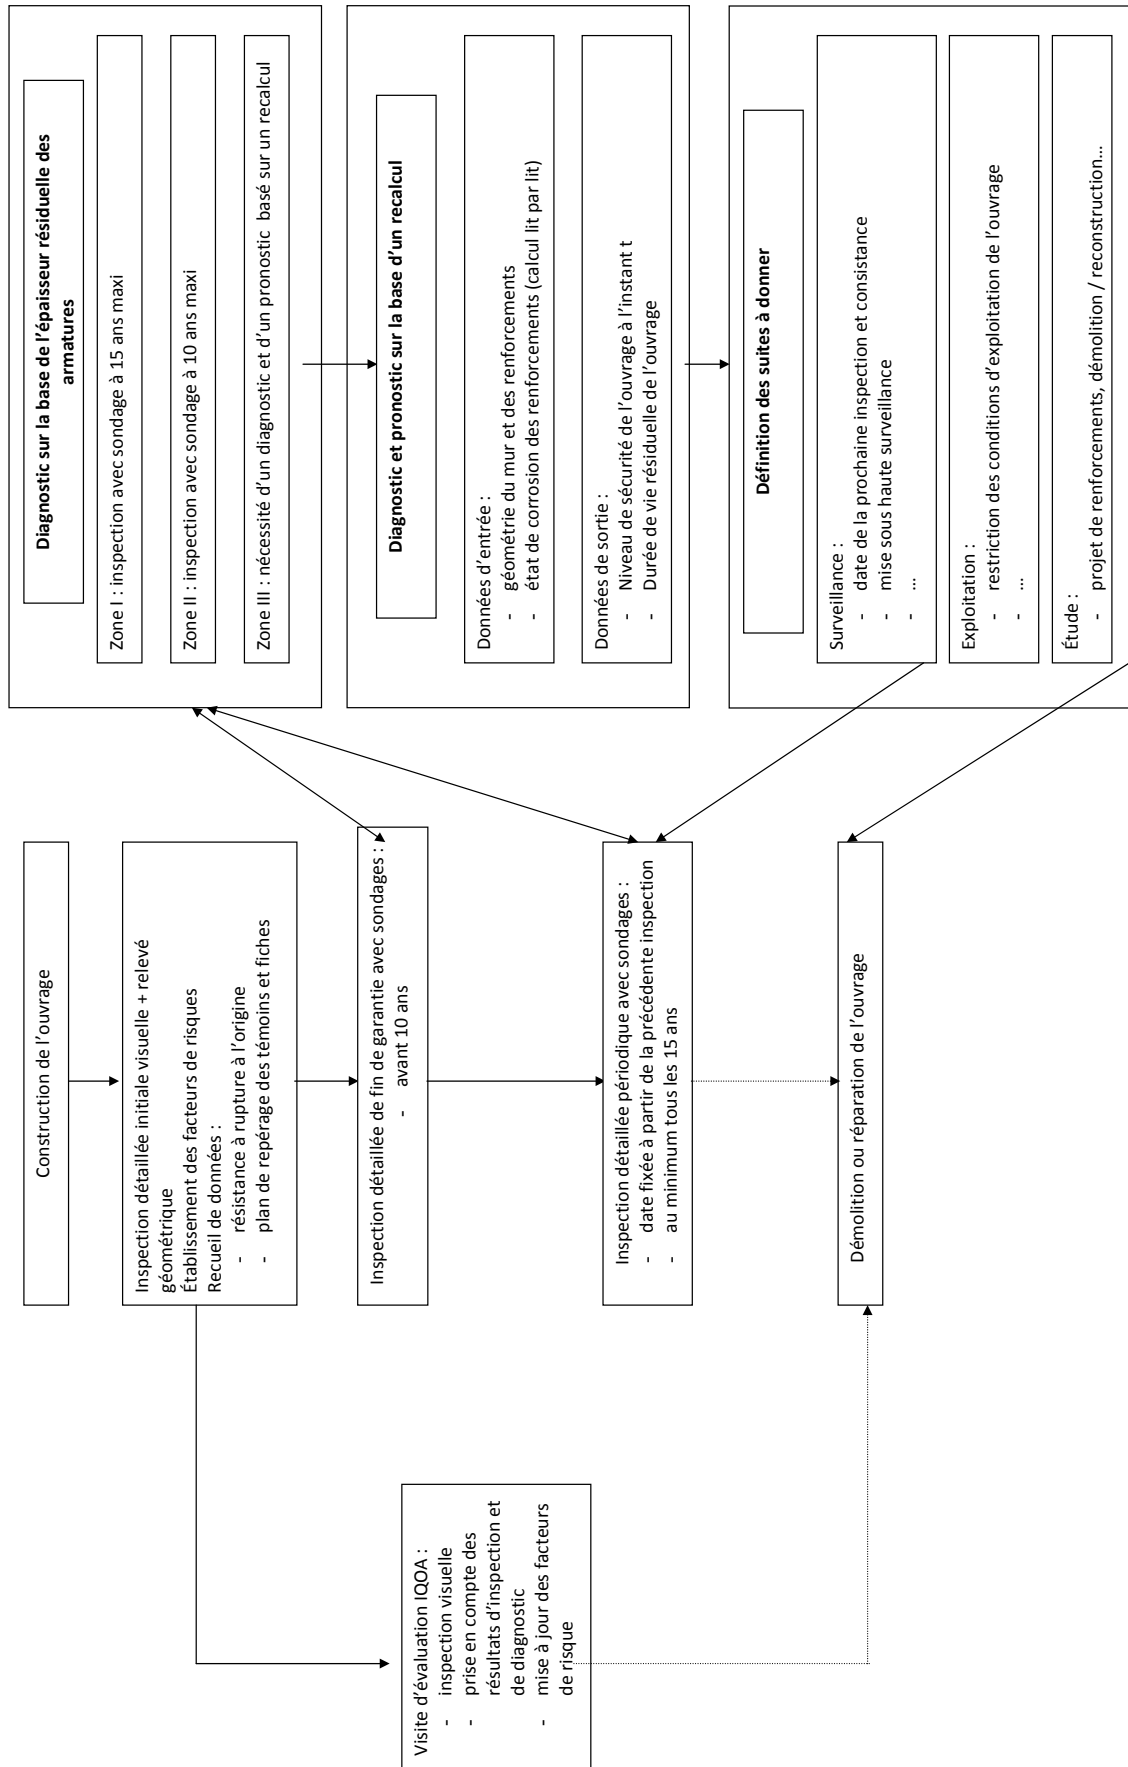 Construction de l'ouvrage
Inspection détaillée initiale visuelle + relevé
géométrique
Établissement des facteurs de risques
Recueil de données :
- résistance à rupture à l'origine
- plan de repérage des témoins et fiches
Inspection détaillée de fin de garantie avec sondages :
- avant 10 ans
Inspection détaillée périodique avec sondages :
- date fixée à partir de la précédente inspection
- au minimum tous les 15 ans
Démolition ou réparation de l'ouvrage
Visite d'évaluation IQOA :
- inspection visuelle
- prise en compte des
résultats d'inspection et
de diagnostic
- mise à jour des facteurs
de risque
Diagnostic sur la base de l'épaisseur résiduelle des
armatures
Zone I : inspection avec sondage à 15 ans maxi
Zone II : inspection avec sondage à 10 ans maxi
Zone III : nécessité d'un diagnostic et d'un pronostic basé sur un recalcul
Diagnostic et pronostic sur la base d'un recalcul
Données d'entrée :
- géométrie du mur et des renforcements
- état de corrosion des renforcements (calcul lit par lit)
Données de sortie :
- Niveau de sécurité de l'ouvrage à l'instant t
- Durée de vie résiduelle de l'ouvrage
Définition des suites à donner
Surveillance :
- date de la prochaine inspection et consistance
- mise sous haute surveillance
- ...
Exploitation :
- restriction des conditions d'exploitation de l'ouvrage
- ...
Étude :
- projet de renforcements, démolition / reconstruction...